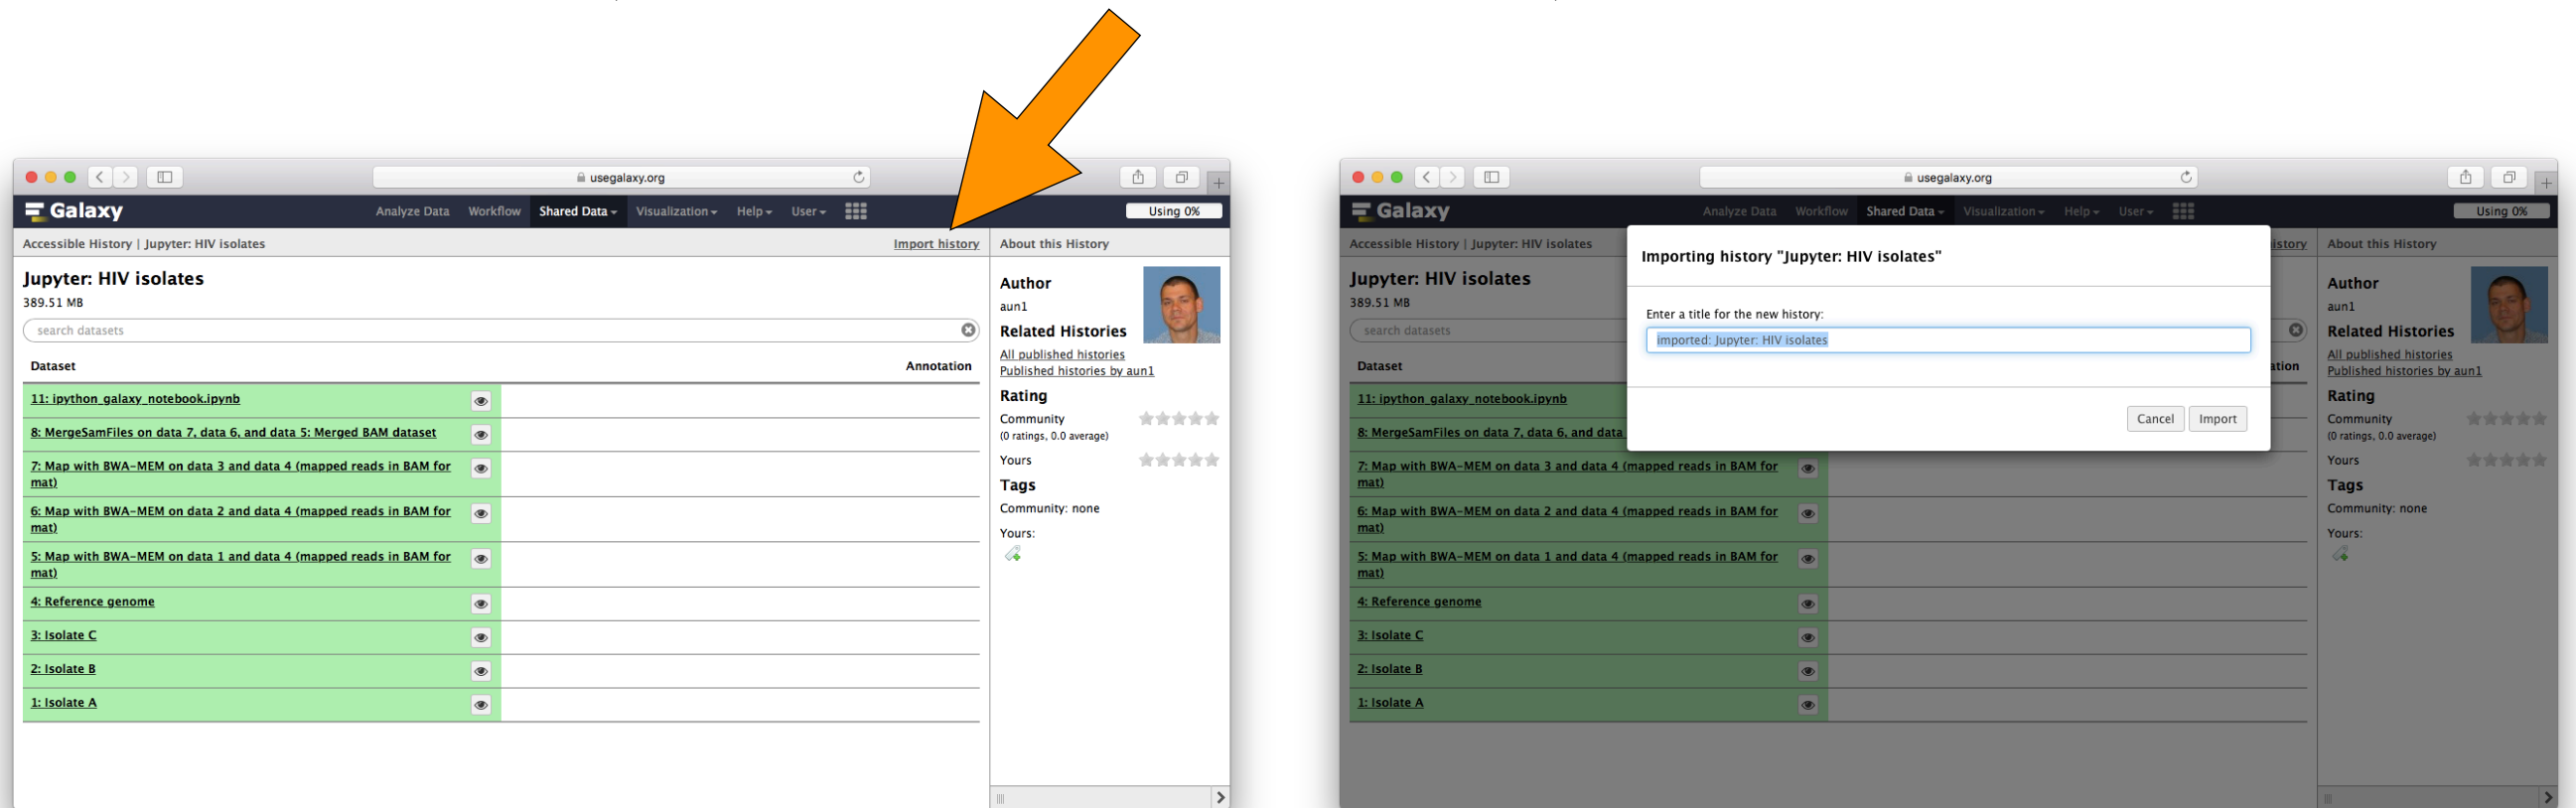 usegalaxy.org
Galaxy
Analyze Data Workflow Shared Data Visualization Help User
Using 0%
Accessible History | Jupyter: HIV isolates
Import history
Jupyter: HIV isolates
389.51 MB
search datasets
Dataset
Annotation
11: ipython_galaxy_notebook.ipynb
8: MergeSamFiles on data 7, data 6, and data 5: Merged BAM dataset
7: Map with BWA-MEM on data 3 and data 4 (mapped reads in BAM for
mat)
6: Map with BWA-MEM on data 2 and data 4 (mapped reads in BAM for
mat)
5: Map with BWA-MEM on data 1 and data 4 (mapped reads in BAM for
mat)
4: Reference genome
3: Isolate C
2: Isolate B
1: Isolate A
About this History
Author
aun1
Related Histories
All published histories
Published histories by aun1
Rating
Community
(0 ratings, 0.0 average)
Yours
Tags
Community: none
Yours:
usegalaxy.org
Galaxy
Analyze Data Workflow Shared Data Visualization Help User
Using 0%
Accessible History | Jupyter: HIV isolates
istory
Jupyter: HIV isolates
389.51 MB
search datasets
Dataset
ation
11: ipython_galaxy_notebook.ipynb
8: MergeSamFiles on data 7, data 6, and data
7: Map with BWA-MEM on data 3 and data 4 (mapped reads in BAM for
mat)
6: Map with BWA-MEM on data 2 and data 4 (mapped reads in BAM for
mat)
5: Map with BWA-MEM on data 1 and data 4 (mapped reads in BAM for
mat)
4: Reference genome
3: Isolate C
2: Isolate B
1: Isolate A
Importing history "Jupyter: HIV isolates"
Enter a title for the new history:
imported: Jupyter: HIV isolates
Cancel
Import
About this History
Author
aun1
Related Histories
All published histories
Published histories by aun1
Rating
Community
(0 ratings, 0.0 average)
Yours
Tags
Community: none
Yours: